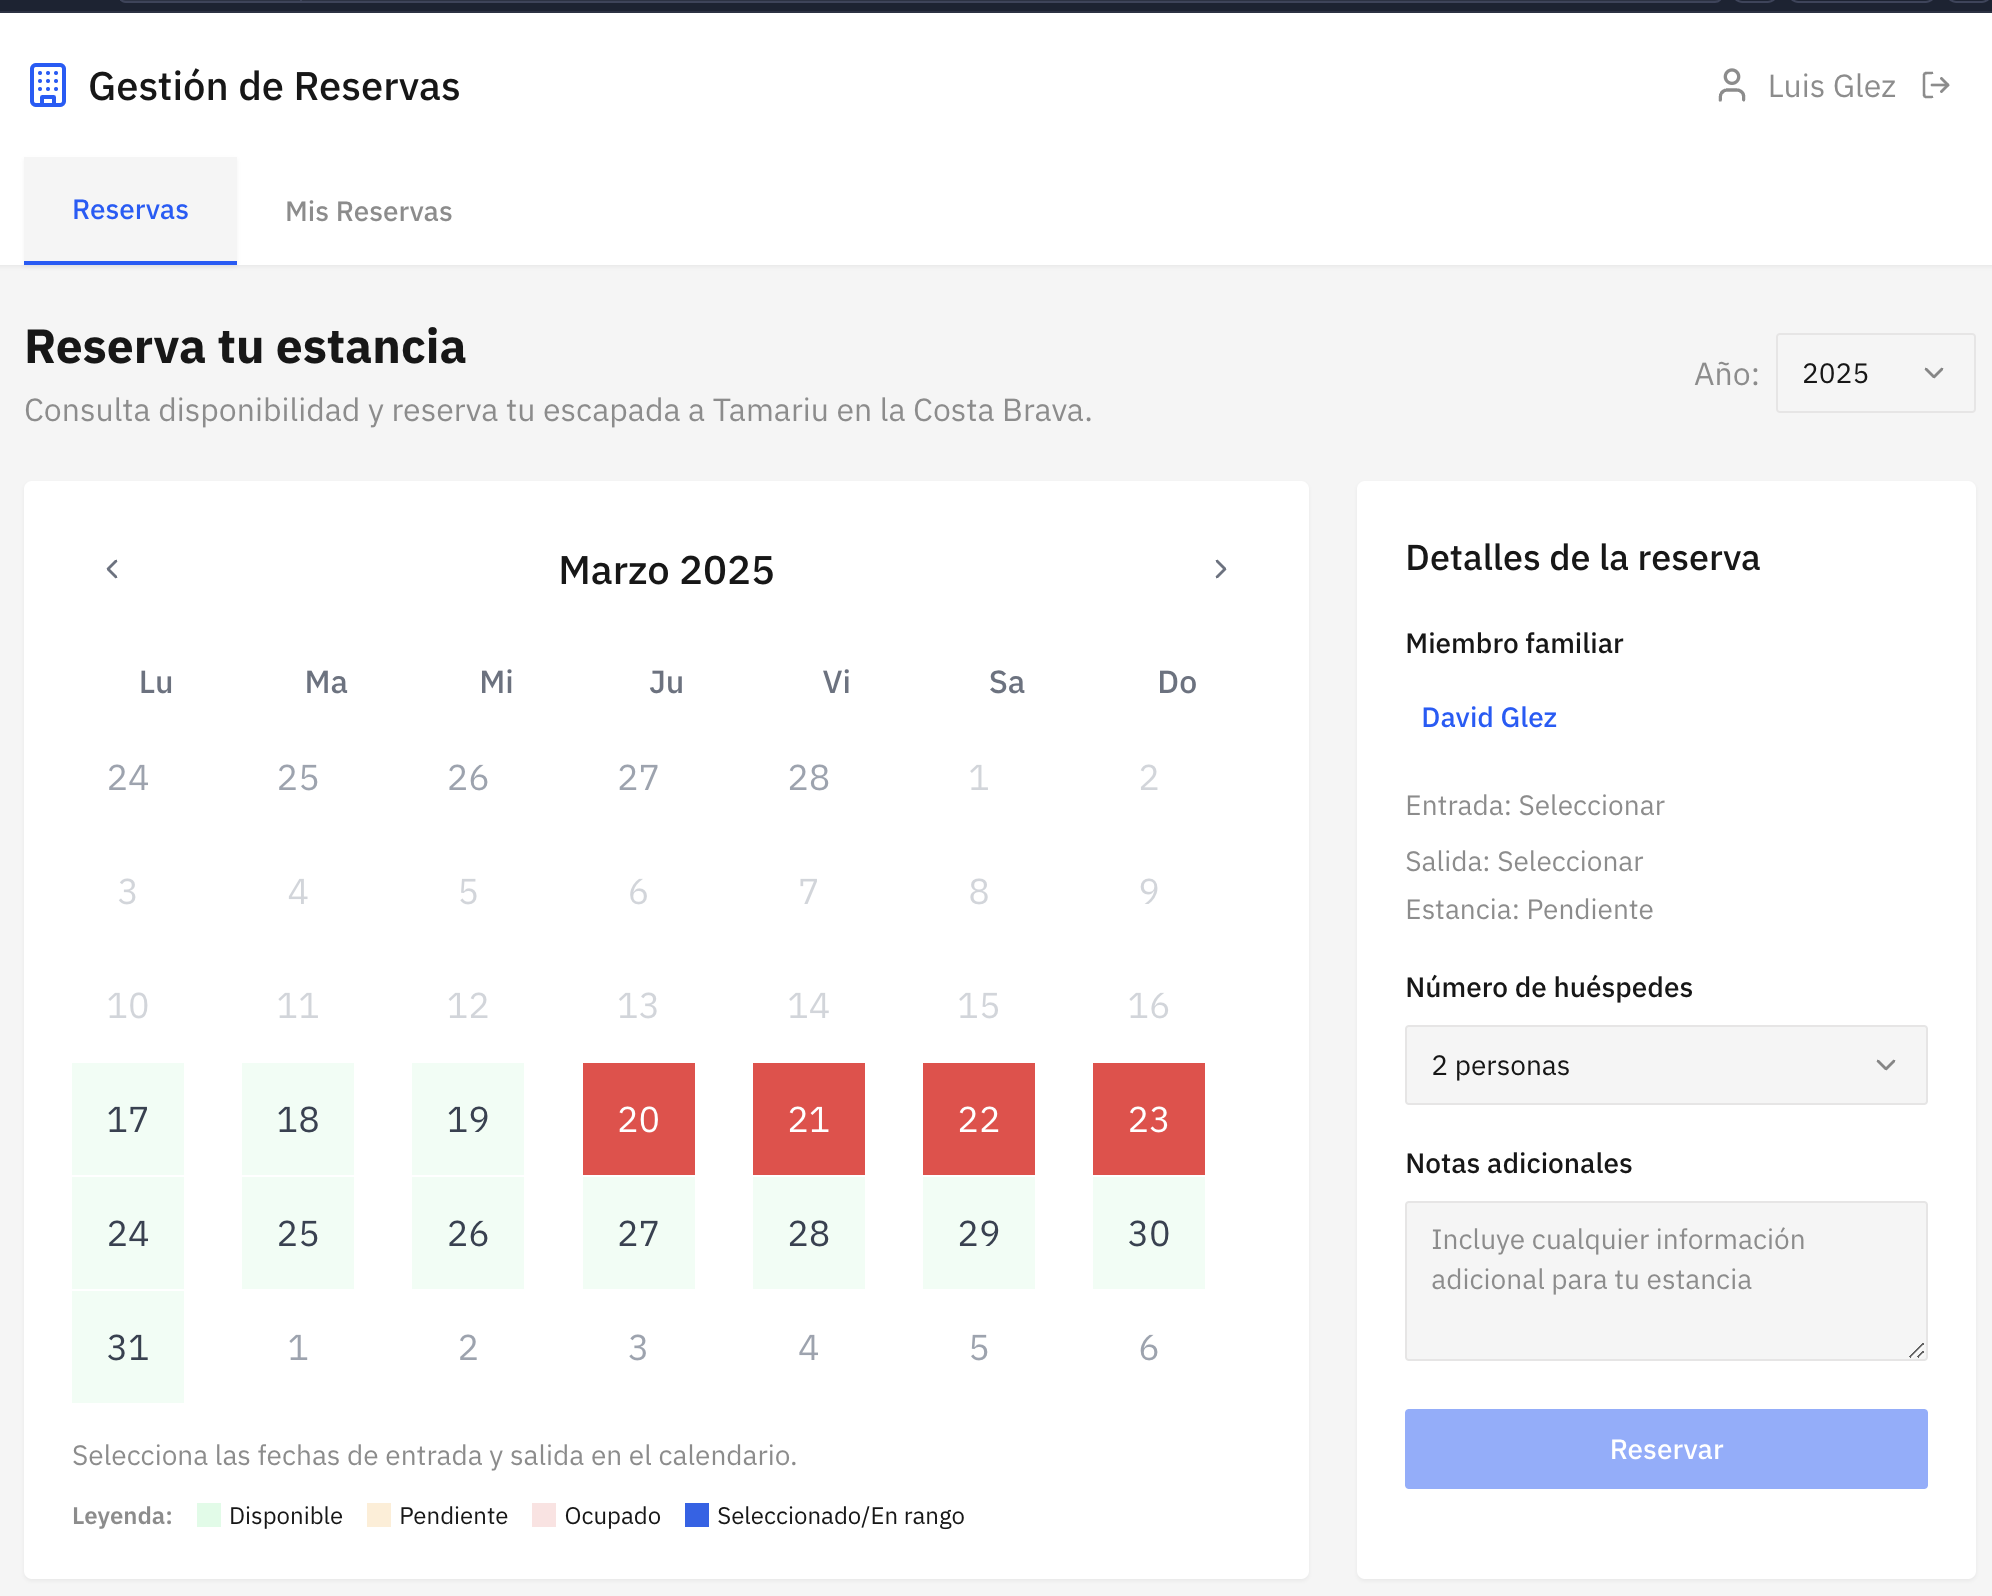 Gestión de Reservas
Luis Glez
Reservas
Mis Reservas
Reserva tu estancia
Consulta disponibilidad y reserva tu escapada a Tamariu en la Costa Brava.
Año:
2025
Marzo 2025
Lu Ma Mi Ju Vi Sa Do
24 25 26 27 28 1 2
3 4 5 6 7 8 9
10 11 12 13 14 15 16
17 18 19 20 21 22 23
24 25 26 27 28 29 30
31 1 2 3 4 5 6
Selecciona las fechas de entrada y salida en el calendario.
Leyenda: Disponible Pendiente Ocupado Seleccionado/En rango
Detalles de la reserva
Miembro familiar
David Glez
Entrada: Seleccionar
Salida: Seleccionar
Estancia: Pendiente
Número de huéspedes
2 personas
Notas adicionales
Incluye cualquier información
adicional para tu estancia
Reservar